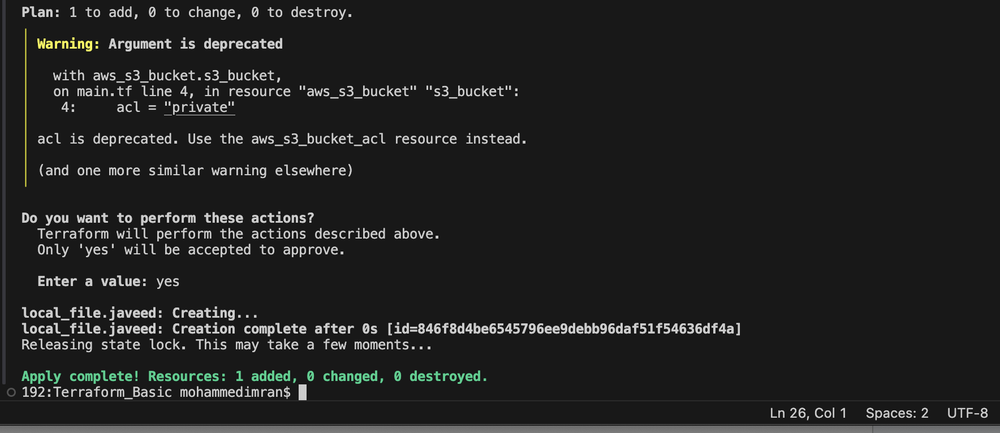 Plan: 1 to add, 0 to change, 0 to destroy.
Warning: Argument is deprecated
with aws_s3_bucket.s3_bucket,
on main.tf line 4, in resource "aws_s3_bucket" "s3_bucket":
4:     acl = "private"
acl is deprecated. Use the aws_s3_bucket_acl resource instead.
(and one more similar warning elsewhere)
Do you want to perform these actions?
Terraform will perform the actions described above.
Only 'yes' will be accepted to approve.
Enter a value: yes
local_file.javeed: Creating...
local_file.javeed: Creation complete after 0s [id=846f8d4be6545796ee9debb96daf51f54636df4a]
Releasing state lock. This may take a few moments...
Apply complete! Resources: 1 added, 0 changed, 0 destroyed.
192:Terraform_Basic mohammedimran$
Ln 26, Col 1 Spaces: 2 UTF-8